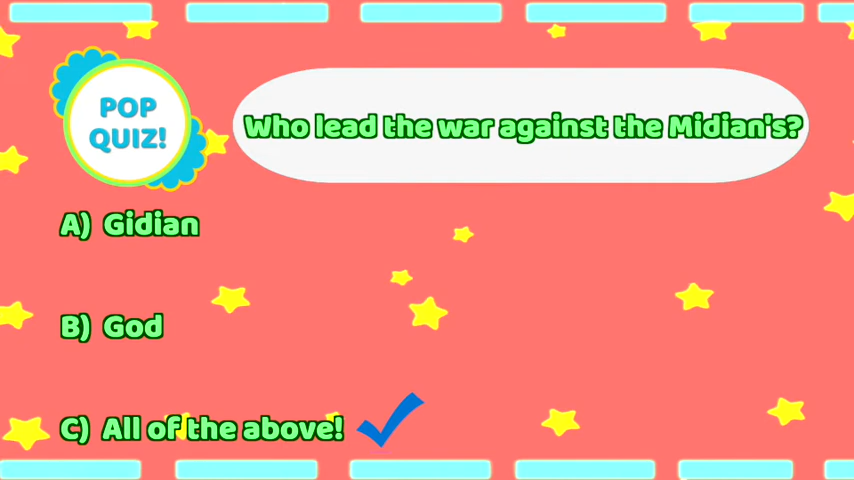 POP
QUIZ!
Who lead the war against the Midian's?
A) Gidian
B) God
C) All of the above!